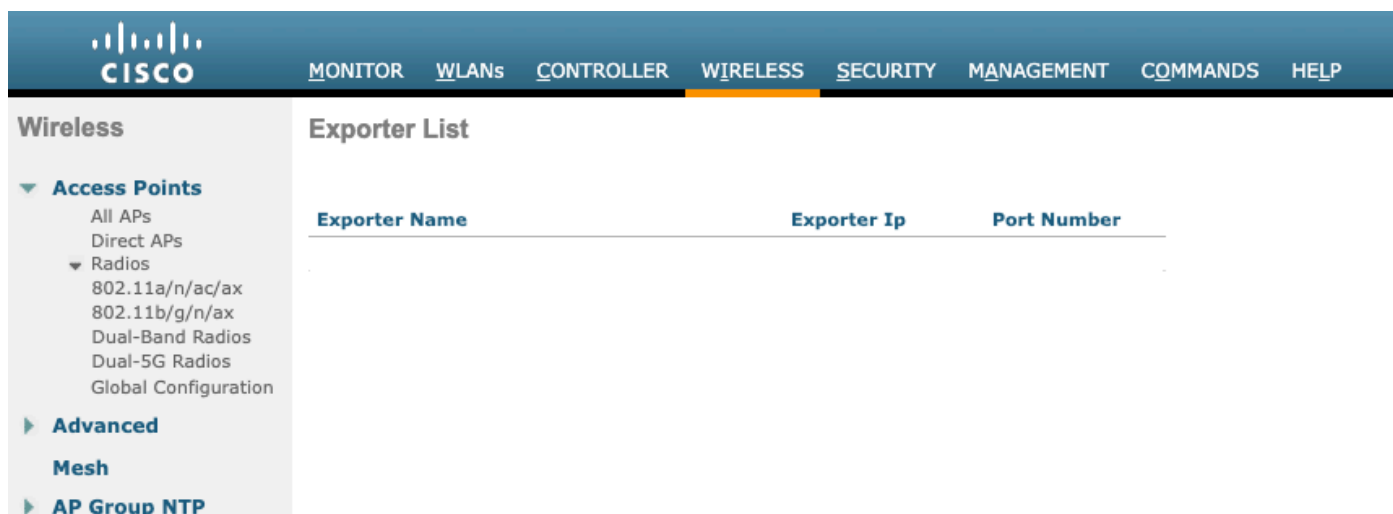 CISCO
MONITOR WLANs CONTROLLER WIRELESS SECURITY MANAGEMENT COMMANDS HELP
Wireless
Access Points
All APs
Direct APs
Radios
802.11a/n/ac/ax
802.11b/g/n/ax
Dual-Band Radios
Dual-5G Radios
Global Configuration
Advanced
Mesh
AP Group NTP
Exporter List
Exporter Name Exporter Ip Port Number